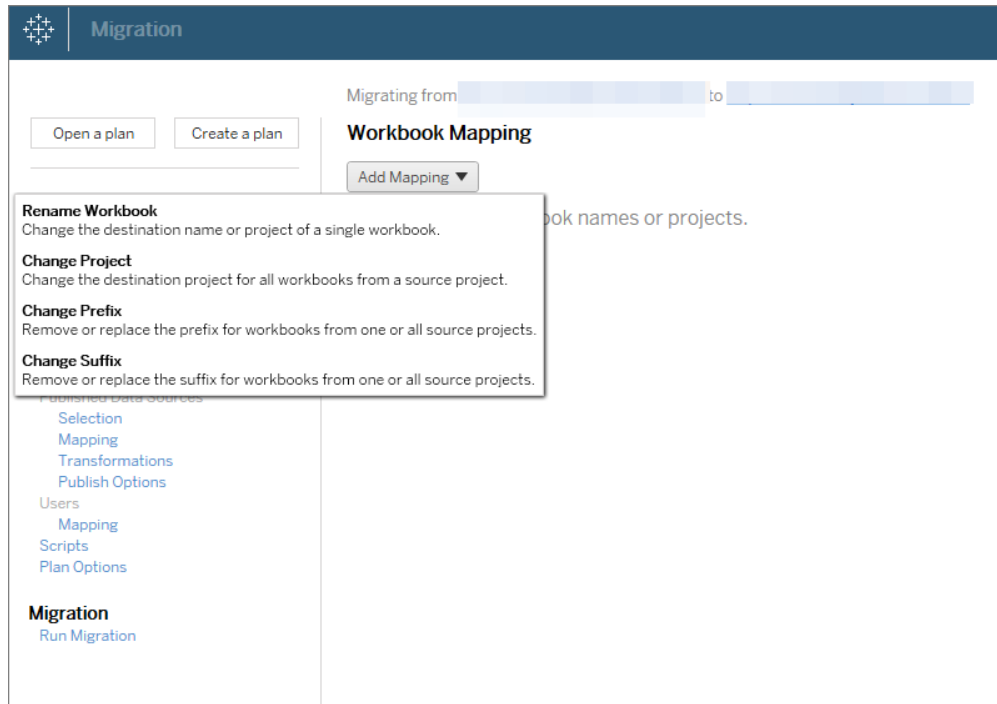 Migration
Migrating from to
Open a plan
Create a plan
Workbook Mapping
Add Mapping ▼
names or projects.
Rename Workbook
Change the destination name or project of a single workbook.
Change Project
Change the destination project for all workbooks from a source project.
Change Prefix
Remove or replace the prefix for workbooks from one or all source projects.
Change Suffix
Remove or replace the suffix for workbooks from one or all source projects.
Published Data Sources
Selection
Mapping
Transformations
Publish Options
Users
Mapping
Scripts
Plan Options
Migration
Run Migration